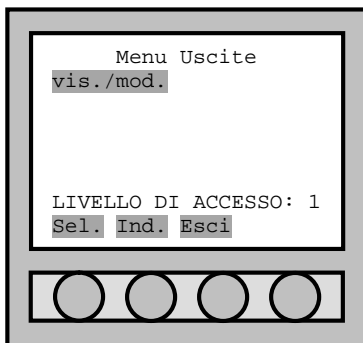 Menu Uscite
vis./mod.
LIVELLO DI ACCESSO: 1
Sel. Ind. Esci